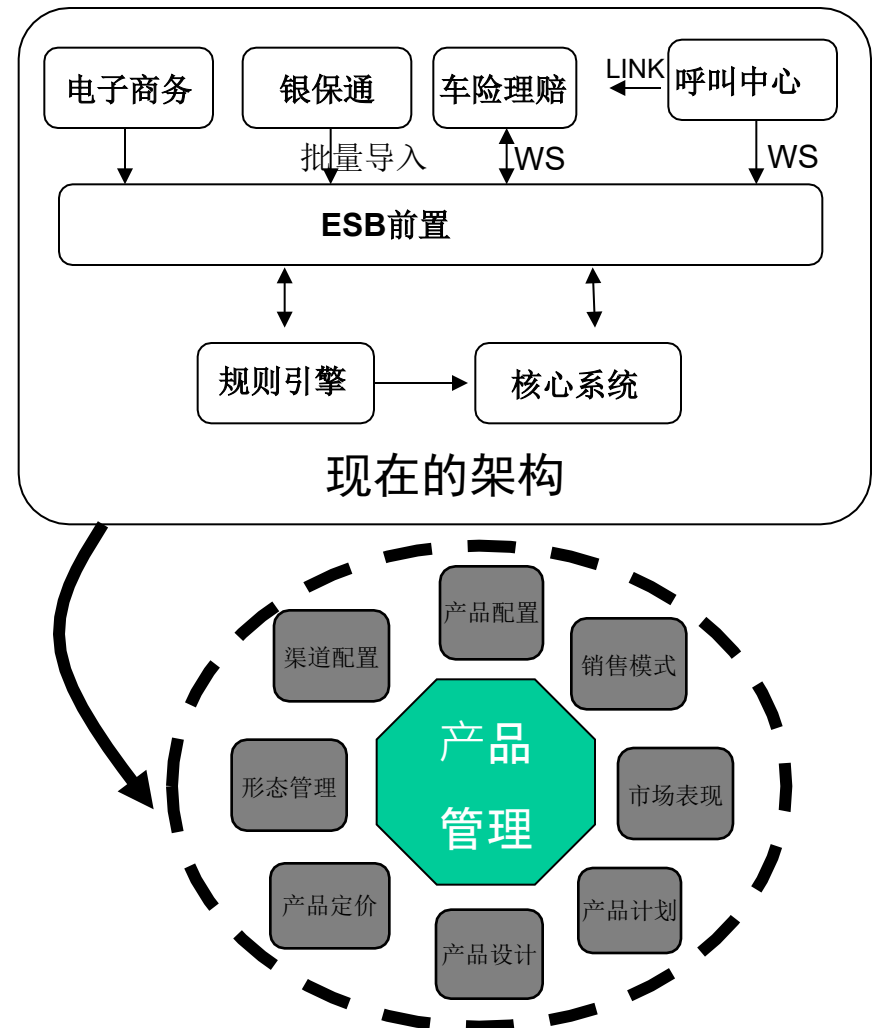 电子商务
银保通
车险理赔
LINK
呼叫中心
批量导入
WS
WS
ESB前置
规则引擎
核心系统
现在的架构
产品配置
渠道配置
销售模式
产品
管理
形态管理
市场表现
产品定价
产品计划
产品设计